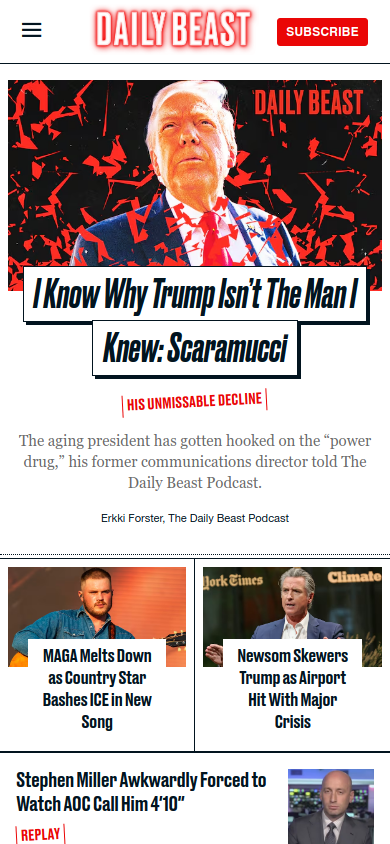 DAILY BEAST
SUBSCRIBE
DAILY BEAST
I Know Why Trump Isn’t The Man I
Knew: Scaramucci
HIS UNMISSABLE DECLINE
The aging president has gotten hooked on the “power
drug,” his former communications director told The
Daily Beast Podcast.
Erkki Forster, The Daily Beast Podcast
MAGA Melts Down
as Country Star
Bashes ICE in New
Song
York Times
Climate
Newsom Skewers
Trump as Airport
Hit With Major
Crisis
Stephen Miller Awkwardly Forced to
Watch AOC Call Him 4’10”
REPLAY